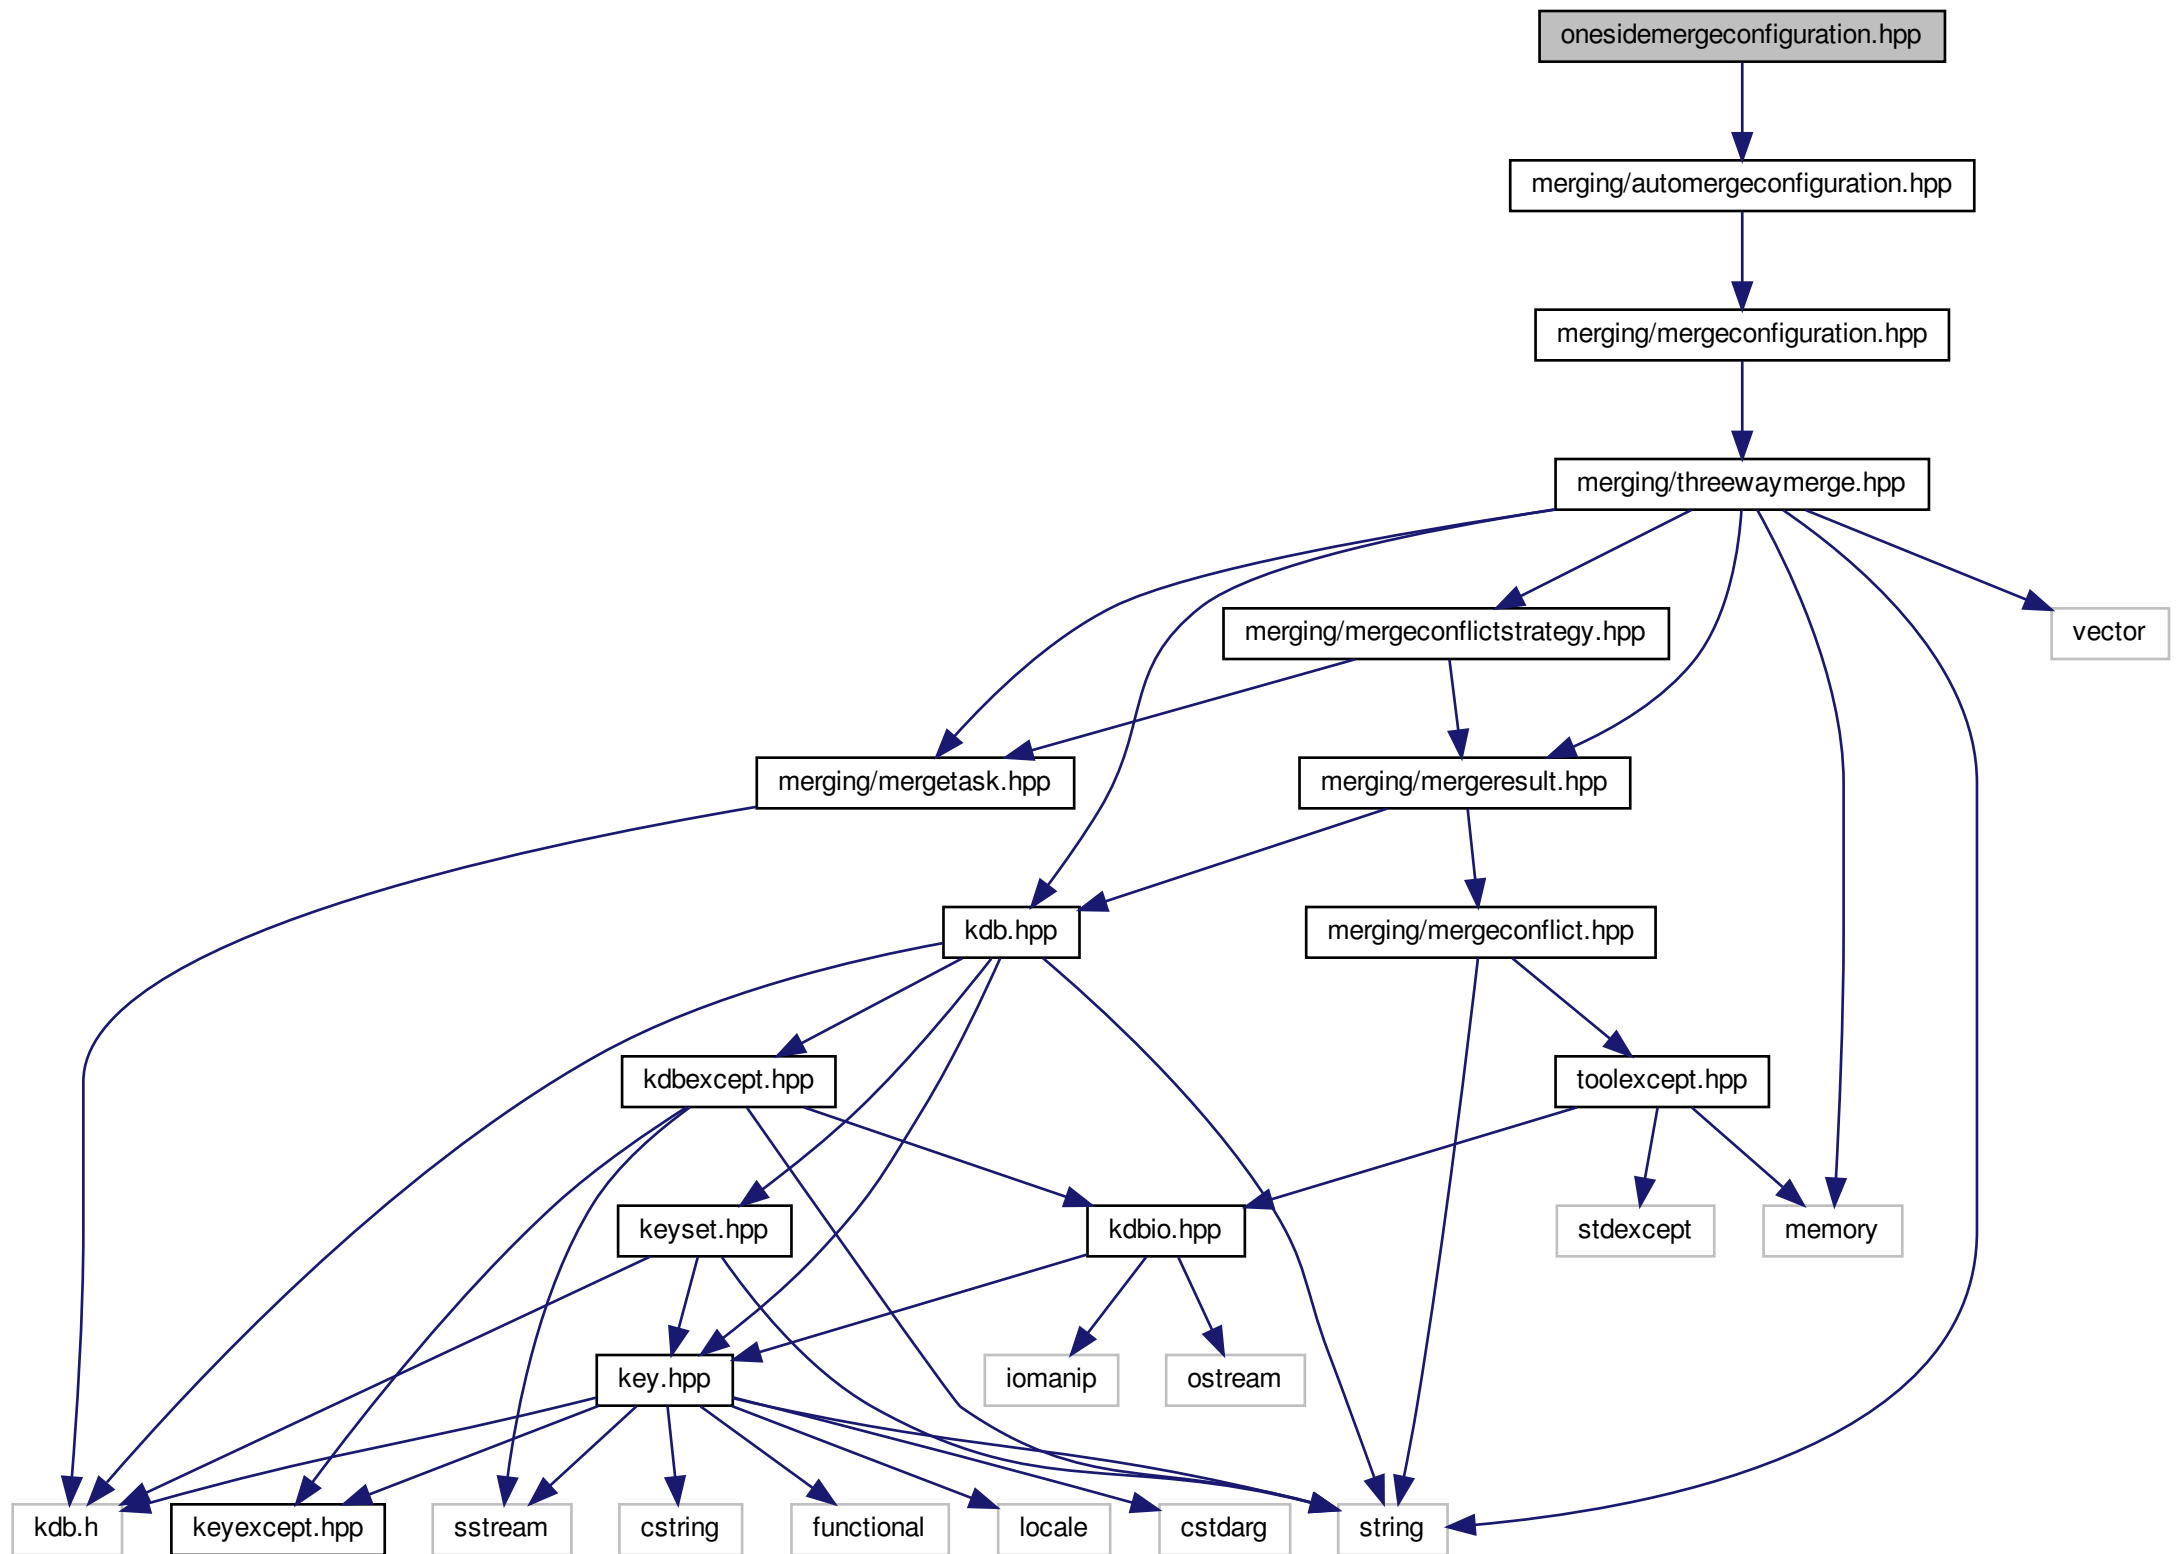 onesidemergeconfiguration.hpp
merging/automergeconfiguration.hpp
merging/mergeconfiguration.hpp
merging/threewaymerge.hpp
merging/mergeconflictstrategy.hpp
vector
merging/mergetask.hpp
merging/mergeresult.hpp
kdb.hpp
merging/mergeconflict.hpp
kdbexcept.hpp
toolexcept.hpp
keyset.hpp
kdbio.hpp
stdexcept
memory
key.hpp
iomanip
ostream
kdb.h
keyexcept.hpp
sstream
cstring
functional
locale
cstdarg
string